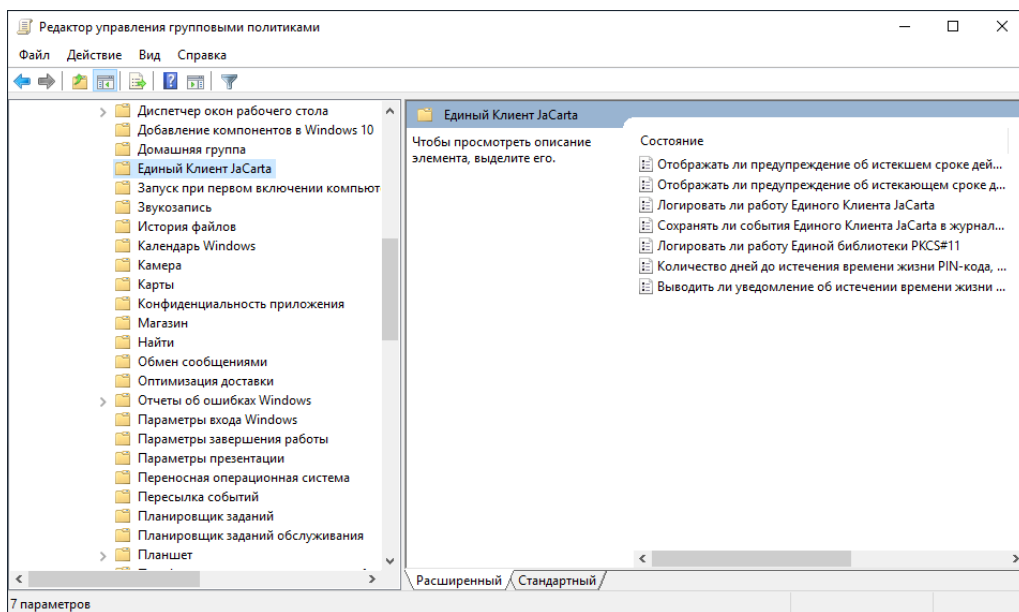 Редактор управления групповыми политиками
Файл Действие Вид Справка
Диспетчер окон рабочего стола
Добавление компонентов в Windows 10
Домашняя группа
Единый Клиент JaCarta
Запуск при первом включении компьют
Звукозапись
История файлов
Календарь Windows
Камера
Карты
Конфиденциальность приложения
Магазин
Найти
Обмен сообщениями
Оптимизация доставки
Отчеты об ошибках Windows
Параметры входа Windows
Параметры завершения работы
Параметры презентации
Переносная операционная система
Пересылка событий
Планировщик заданий
Планировщик заданий обслуживания
Планшет
Единый Клиент JaCarta
Чтобы просмотреть описание
элемента, выделите его.
Состояние
Отображать ли предупреждение об истекшем сроке дей...
Отображать ли предупреждение об истекающем сроке д...
Логировать ли работу Единого Клиента JaCarta
Сохранять ли события Единого Клиента JaCarta в журнал...
Логировать ли работу Единой библиотеки PKCS#11
Количество дней до истечения времени жизни PIN-кода, ...
Выводить ли уведомление об истечении времени жизни ...
Расширенный Стандартный
7 параметров